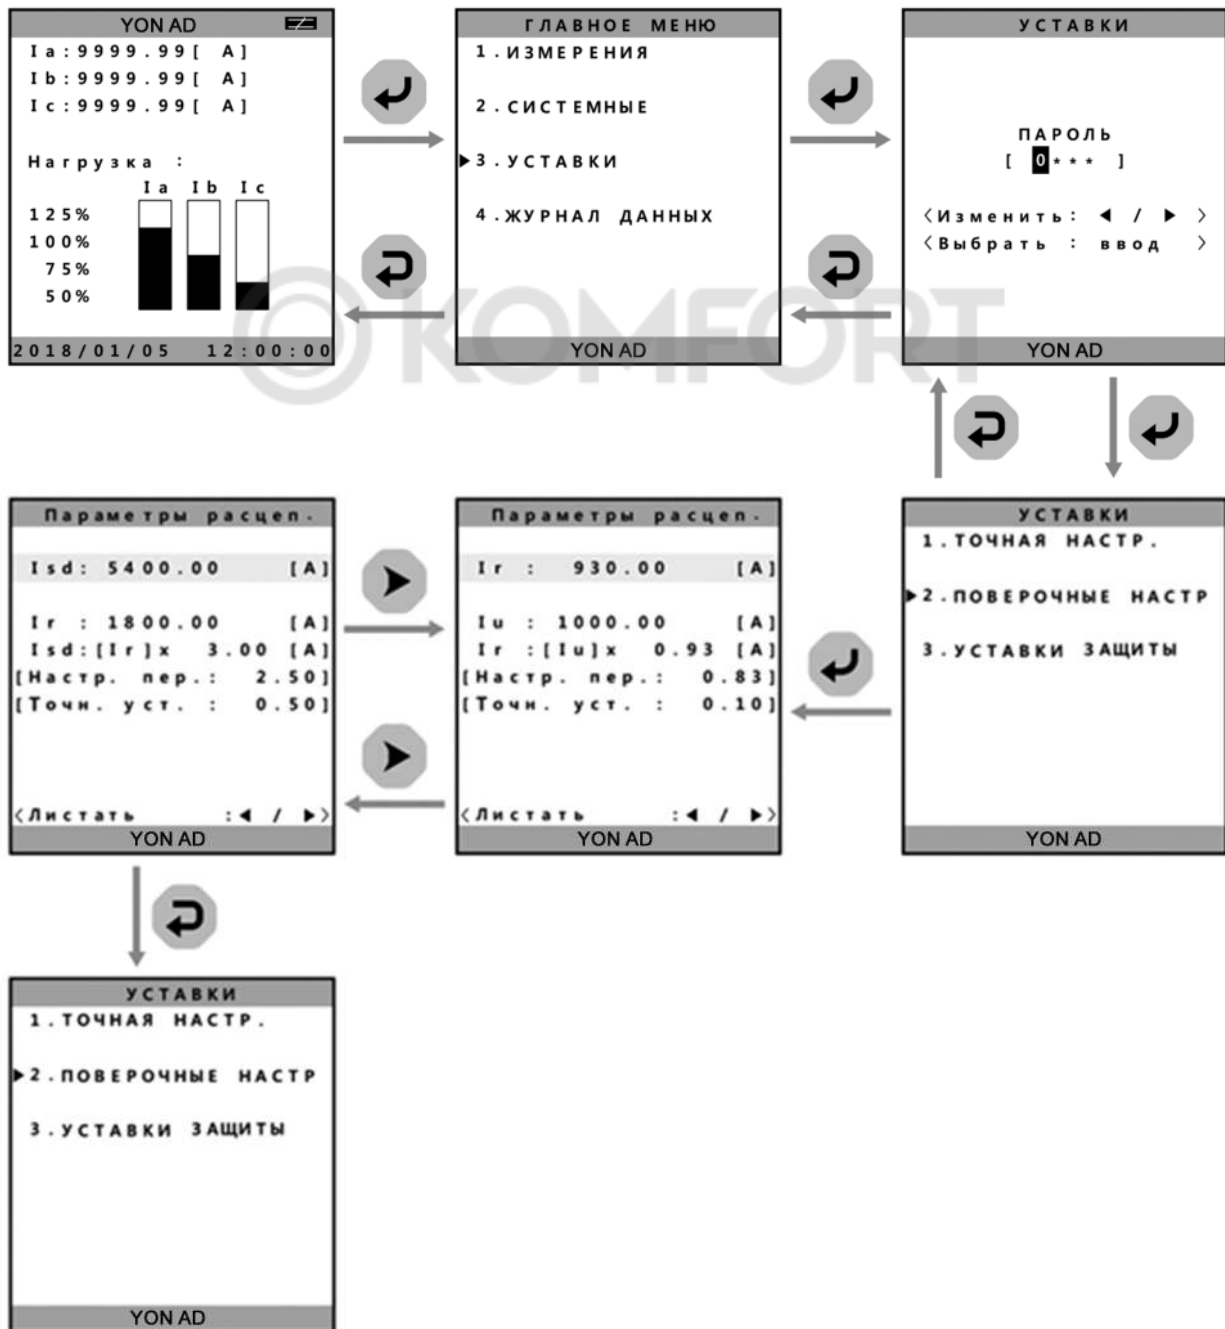 YON AD
Ia:9999.99[ A]
Ib:9999.99[ A]
Ic:9999.99[ A]
Нагрузка :
Ia Ib Ic
125%
100%
75%
50%
2018/01/05 12:00:00
ГЛАВНОЕ МЕНЮ
1.ИЗМЕРЕНИЯ
2.СИСТЕМНЫЕ
▶3.УСТАВКИ
4.ЖУРНАЛ ДАННЫХ
YON AD
УСТАВКИ
ПАРОЛЬ
[ 0*** ]
<Изменить: ◀ / ▶ >
<Выбрать : ввод >
YON AD
KOMFORT
Параметры расцеп.
Isd: 5400.00 [A]
Ir : 1800.00 [A]
Isd:[Ir]x 3.00 [A]
[Настр. пер.: 2.50]
[Точн. уст. : 0.50]
<Листать :◀ / ▶>
YON AD
Параметры расцеп.
Ir : 930.00 [A]
Iu : 1000.00 [A]
Ir :[Iu]x 0.93 [A]
[Настр. пер.: 0.83]
[Точн. уст. : 0.10]
<Листать :◀ / ▶>
YON AD
УСТАВКИ
1.ТОЧНАЯ НАСТР.
▶2.ПОВЕРОЧНЫЕ НАСТР
3.УСТАВКИ ЗАЩИТЫ
YON AD
УСТАВКИ
1.ТОЧНАЯ НАСТР.
▶2.ПОВЕРОЧНЫЕ НАСТР
3.УСТАВКИ ЗАЩИТЫ
YON AD